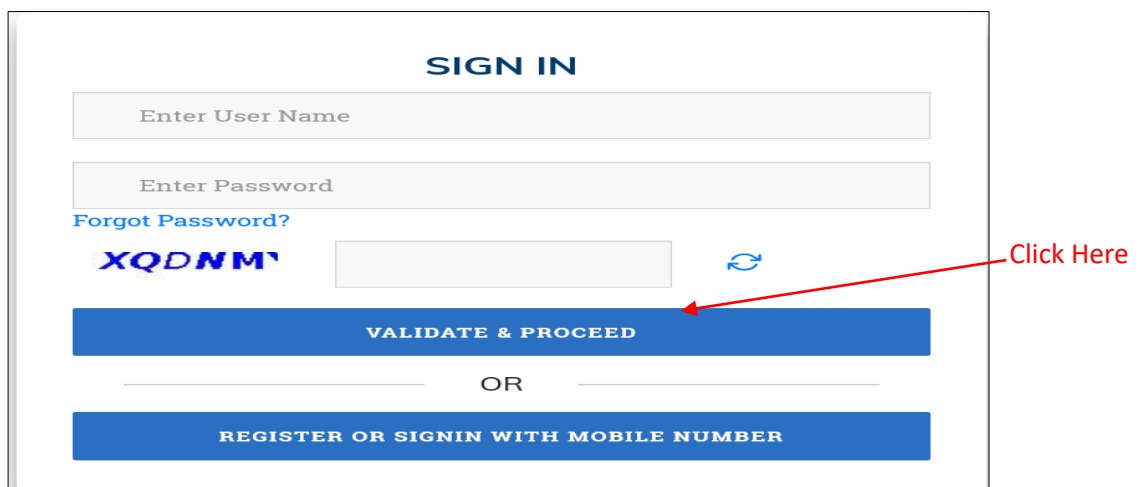 SIGN IN
Enter User Name
Enter Password
Forgot Password?
Click Here
VALIDATE & PROCEED
OR
REGISTER OR SIGNIN WITH MOBILE NUMBER